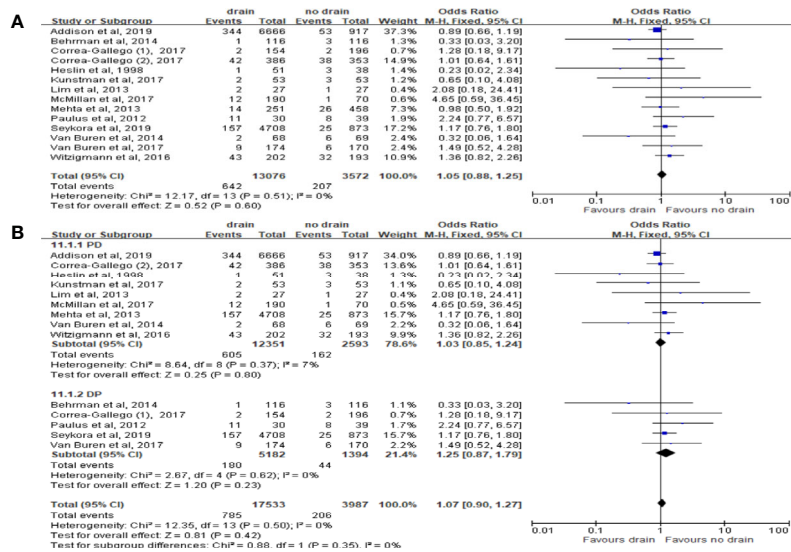 A
drain no drain Odds Ratio Odds Ratio
Study or Subgroup Events Total Events Total Weight M-H, Fixed, 95% CI M-H, Fixed, 95% CI
Addison et al, 2019 344 6666 53 917 37.3% 0.89 [0.66, 1.19]
Behrman et al, 2014 1 116 3 116 1.3% 0.33 [0.03, 3.20]
Correa-Gallego (1), 2017 2 154 2 196 0.8% 1.28 [0.18, 9.17]
Correa-Gallego (2), 2017 42 386 38 353 14.9% 1.01 [0.64, 1.61]
Heslin et al, 1998 1 51 3 38 1.5% 0.23 [0.02, 2.34]
Kunstman et al, 2017 2 53 3 53 1.2% 0.65 [0.10, 4.08]
Lim et al, 2013 2 27 1 27 0.4% 2.08 [0.18, 24.41]
McMillan et al, 2017 12 190 1 70 0.6% 4.65 [0.59, 36.45]
Mehta et al, 2013 14 251 26 458 7.3% 0.98 [0.50, 1.92]
Paulus et al, 2012 11 30 8 39 1.9% 2.24 [0.77, 6.57]
Seykora et al, 2019 157 4708 25 873 17.3% 1.17 [0.76, 1.80]
Van Buren et al, 2014 2 68 6 69 2.5% 0.32 [0.06, 1.64]
Van Buren et al, 2017 9 174 6 170 2.5% 1.49 [0.52, 4.28]
Witzigmann et al, 2016 43 202 32 193 10.9% 1.36 [0.82, 2.26]
Total (95% CI) 13076 3572 100.0% 1.05 [0.88, 1.25]
Total events 642 207
Heterogeneity: Chi² = 12.17, df = 13 (P = 0.51); I² = 0%
Test for overall effect: Z = 0.52 (P = 0.60)
0.01 0.1 1 10 100
Favours drain Favours no drain
B
drain no drain Odds Ratio Odds Ratio
Study or Subgroup Events Total Events Total Weight M-H, Fixed, 95% CI M-H, Fixed, 95% CI
11.1.1 PD
Addison et al, 2019 344 6666 53 917 34.0% 0.89 [0.66, 1.19]
Correa-Gallego (2), 2017 42 386 38 353 13.6% 1.01 [0.64, 1.61]
Heslin et al, 1998 1 51 3 38 1.3% 0.23 [0.02, 2.34]
Kunstman et al, 2017 2 53 3 53 1.1% 0.65 [0.10, 4.08]
Lim et al, 2013 2 27 1 27 0.4% 2.08 [0.18, 24.41]
McMillan et al, 2017 12 190 1 70 0.5% 4.65 [0.59, 36.45]
Mehta et al, 2013 157 4708 25 873 15.7% 1.17 [0.76, 1.80]
Van Buren et al, 2014 2 68 6 69 2.2% 0.32 [0.06, 1.64]
Witzigmann et al, 2016 43 202 32 193 9.9% 1.36 [0.82, 2.26]
Subtotal (95% CI) 12351 2593 78.6% 1.03 [0.85, 1.24]
Total events 605 162
Heterogeneity: Chi² = 8.64, df = 8 (P = 0.37); I² = 7%
Test for overall effect: Z = 0.25 (P = 0.80)
11.1.2 DP
Behrman et al, 2014 1 116 3 116 1.1% 0.33 [0.03, 3.20]
Correa-Gallego (1), 2017 2 154 2 196 0.7% 1.28 [0.18, 9.17]
Paulus et al, 2012 11 30 8 39 1.7% 2.24 [0.77, 6.57]
Seykora et al, 2019 157 4708 25 873 15.7% 1.17 [0.76, 1.80]
Van Buren et al, 2017 9 174 6 170 2.2% 1.49 [0.52, 4.28]
Subtotal (95% CI) 5182 1394 21.4% 1.25 [0.87, 1.79]
Total events 180 44
Heterogeneity: Chi² = 2.67, df = 4 (P = 0.62); I² = 0%
Test for overall effect: Z = 1.20 (P = 0.23)
Total (95% CI) 17533 3987 100.0% 1.07 [0.90, 1.27]
Total events 785 206
Heterogeneity: Chi² = 12.35, df = 13 (P = 0.50); I² = 0%
Test for overall effect: Z = 0.81 (P = 0.42)
Test for subgroup differences: Chi² = 0.88, df = 1 (P = 0.35), I² = 0%
0.01 0.1 1 10 100
Favours drain Favours no drain